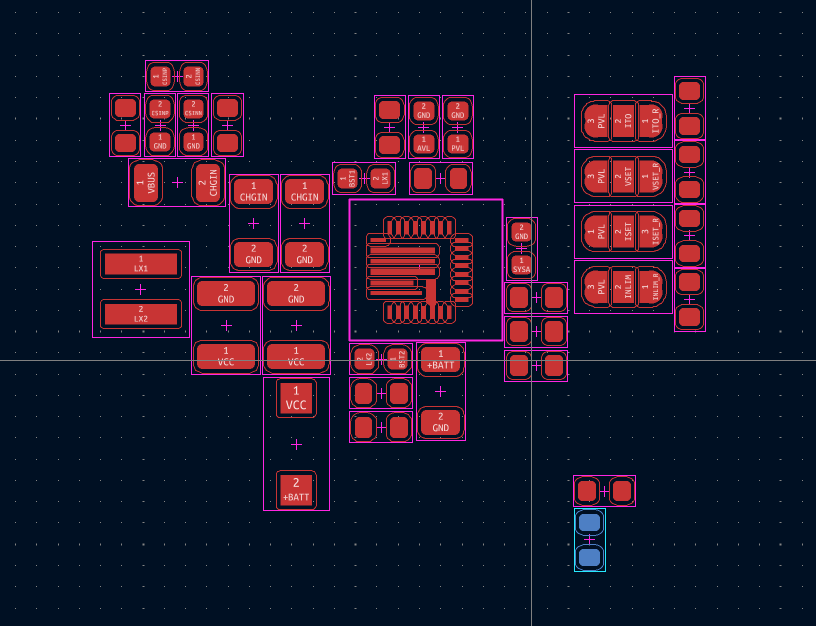 1 CSINP
2 CSINN
2 CSINP
2 CSINN
1 GND
1 GND
1 VBUS
2 CHGIN
1 CHGIN
1 CHGIN
2 GND
2 GND
1 BST1
2 LX1
2 GND
2 GND
1 AVL
1 PVL
3 PVL
2 ITO
1 ITO_R
3 PVL
2 VSET
1 VSET_R
1 PVL
2 ISET
3 ISET_R
3 PVL
2 INLIM
1 INLIM_R
2 GND
1 SYSA
1 LX1
2 LX2
2 GND
2 GND
1 VCC
1 VCC
2 LX2
1 BST2
1 +BATT
2 GND
1 VCC
2 +BATT